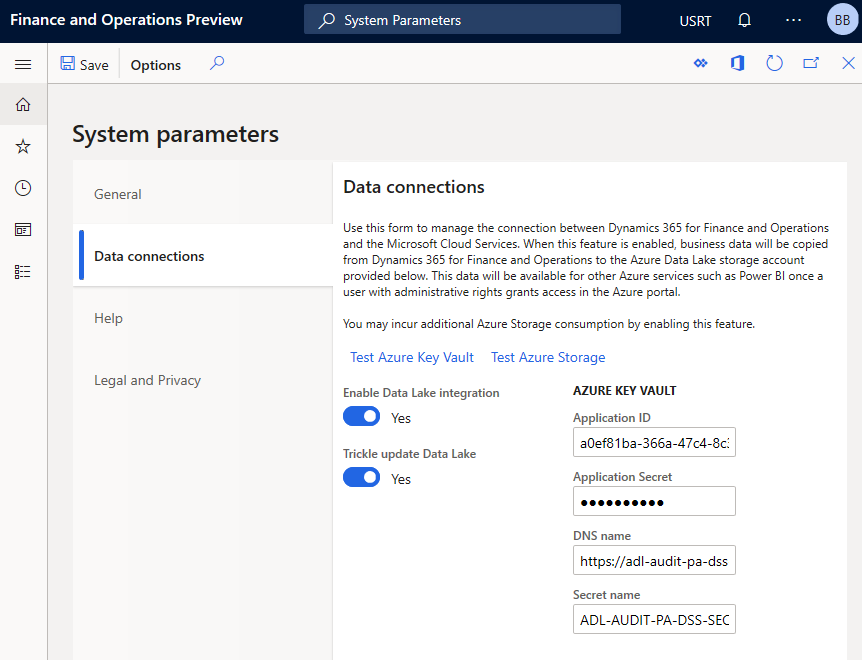 Finance and Operations Preview
System Parameters
USRT
BB
Save
Options
System parameters
General
Data connections
Help
Legal and Privacy
Data connections
Use this form to manage the connection between Dynamics 365 for Finance and Operations
and the Microsoft Cloud Services. When this feature is enabled, business data will be copied
from Dynamics 365 for Finance and Operations to the Azure Data Lake storage account
provided below. This data will be available for other Azure services such as Power BI once a
user with administrative rights grants access in the Azure portal.
You may incur additional Azure Storage consumption by enabling this feature.
Test Azure Key Vault
Test Azure Storage
Enable Data Lake integration
Yes
Trickle update Data Lake
Yes
AZURE KEY VAULT
Application ID
a0ef81ba-366a-47c4-8c3
Application Secret
●●●●●●●●●●
DNS name
https://adl-audit-pa-dss
Secret name
ADL-AUDIT-PA-DSS-SEC